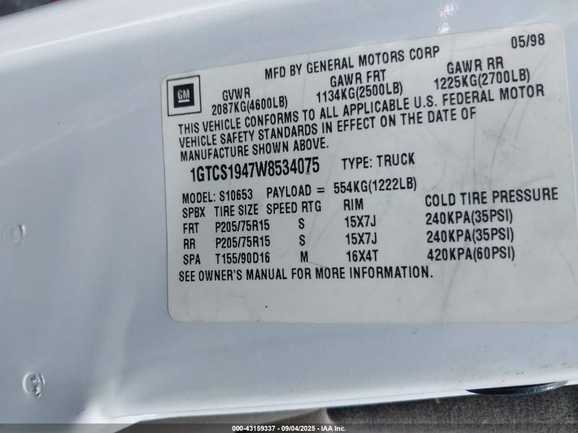 MFD BY GENERAL MOTORS CORP 05/98
GM
GVWR GAWR FRT GAWR RR
2087KG(4600LB) 1134KG(2500LB) 1225KG(2700LB)
THIS VEHICLE CONFORMS TO ALL APPLICABLE U.S. FEDERAL MOTOR
VEHICLE SAFETY STANDARDS IN EFFECT ON THE DATE OF
MANUFACTURE SHOWN ABOVE.
1GTCS1947W8534075 TYPE: TRUCK
MODEL: S10653 PAYLOAD = 554KG(1222LB)
SPBX TIRE SIZE SPEED RTG RIM COLD TIRE PRESSURE
FRT P205/75R15 S 15X7J 240KPA(35PSI)
RR P205/75R15 S 15X7J 240KPA(35PSI)
SPA T155/90D16 M 16X4T 420KPA(60PSI)
SEE OWNER'S MANUAL FOR MORE INFORMATION.
000-43159337 - 09/04/2025 - IAA Inc.